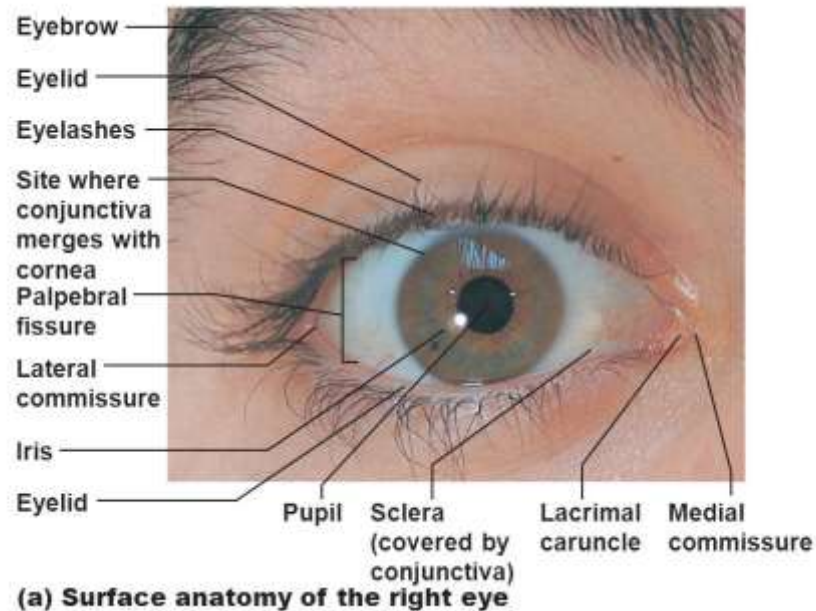 Eyebrow
Eyelid
Eyelashes
Site where
conjunctiva
merges with
cornea
Palpebral
fissure
Lateral
commissure
Iris
Eyelid
Pupil
Sclera
(covered by
conjunctiva)
Lacrimal
caruncle
Medial
commissure
(a) Surface anatomy of the right eye